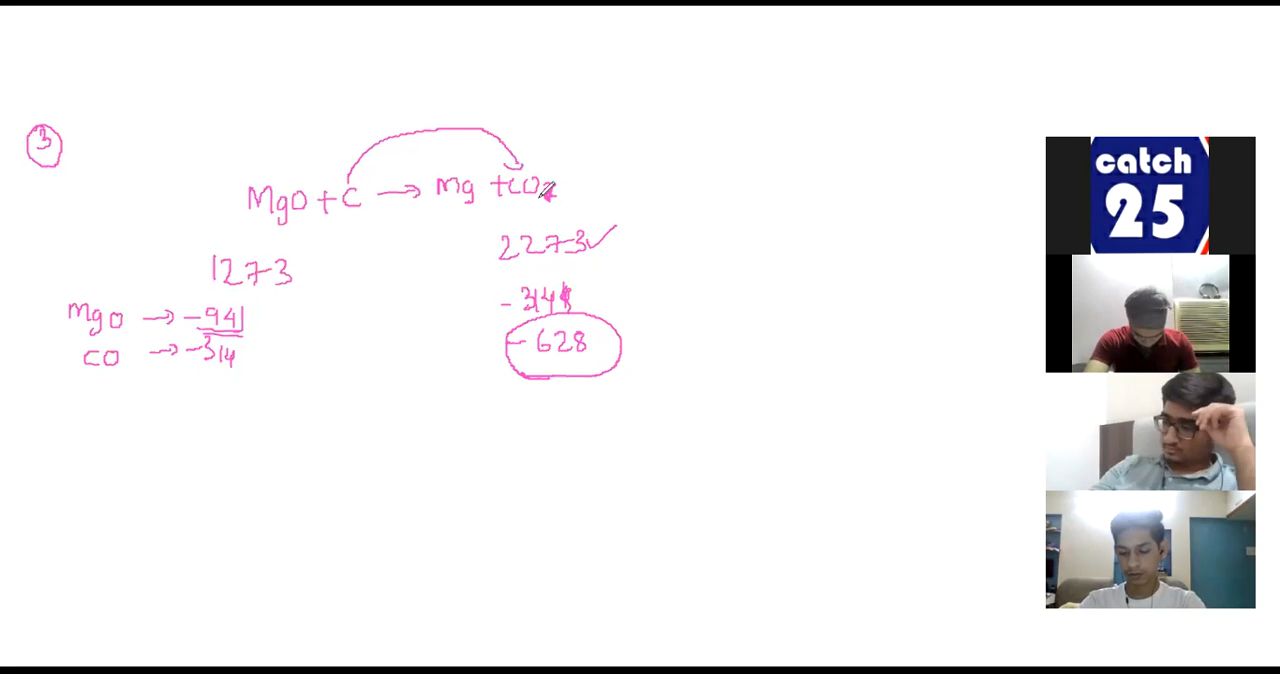 3
MgO + C → Mg + CO
1273
2273✓
MgO → -941
-314
CO → -314
-628
catch
25